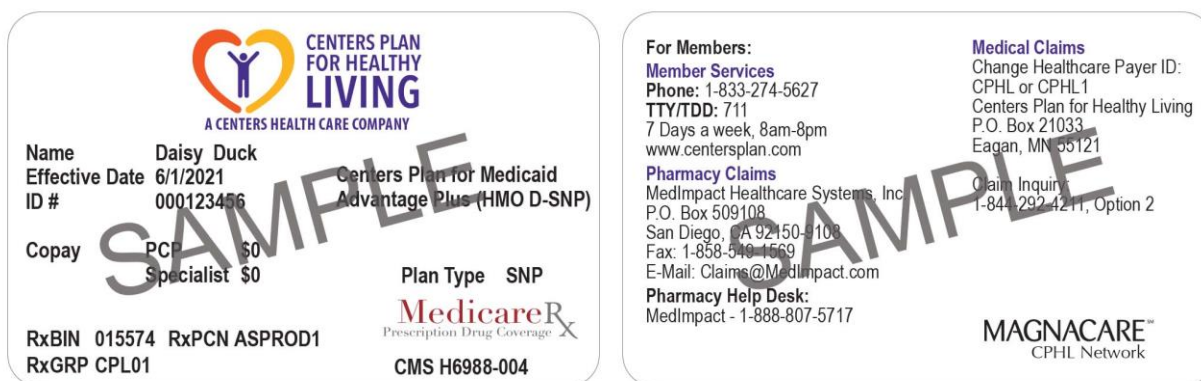 CENTERS PLAN
FOR HEALTHY
LIVING
A CENTERS HEALTH CARE COMPANY
Name Daisy Duck
Effective Date 6/1/2021
ID # 000123456
Centers Plan for Medicaid
Advantage Plus (HMO D-SNP)
Copay PCP $0
Specialist $0
Plan Type SNP
MedicareRx
Prescription Drug Coverage
RxBIN 015574 RxPCN ASPROD1
RxGRP CPL01
CMS H6988-004
SAMPLE
For Members:
Member Services
Phone: 1-833-274-5627
TTY/TDD: 711
7 Days a week, 8am-8pm
www.centersplan.com
Pharmacy Claims
MedImpact Healthcare Systems, Inc.
P.O. Box 509108
San Diego, CA 92150-9108
Fax: 1-858-549-1569
E-Mail: Claims@MedImpact.com
Pharmacy Help Desk:
MedImpact - 1-888-807-5717
Medical Claims
Change Healthcare Payer ID:
CPHL or CPHL1
Centers Plan for Healthy Living
P.O. Box 21033
Eagan, MN 55121
Claim Inquiry:
1-844-292-4211, Option 2
MAGNACARE℠
CPHL Network
SAMPLE